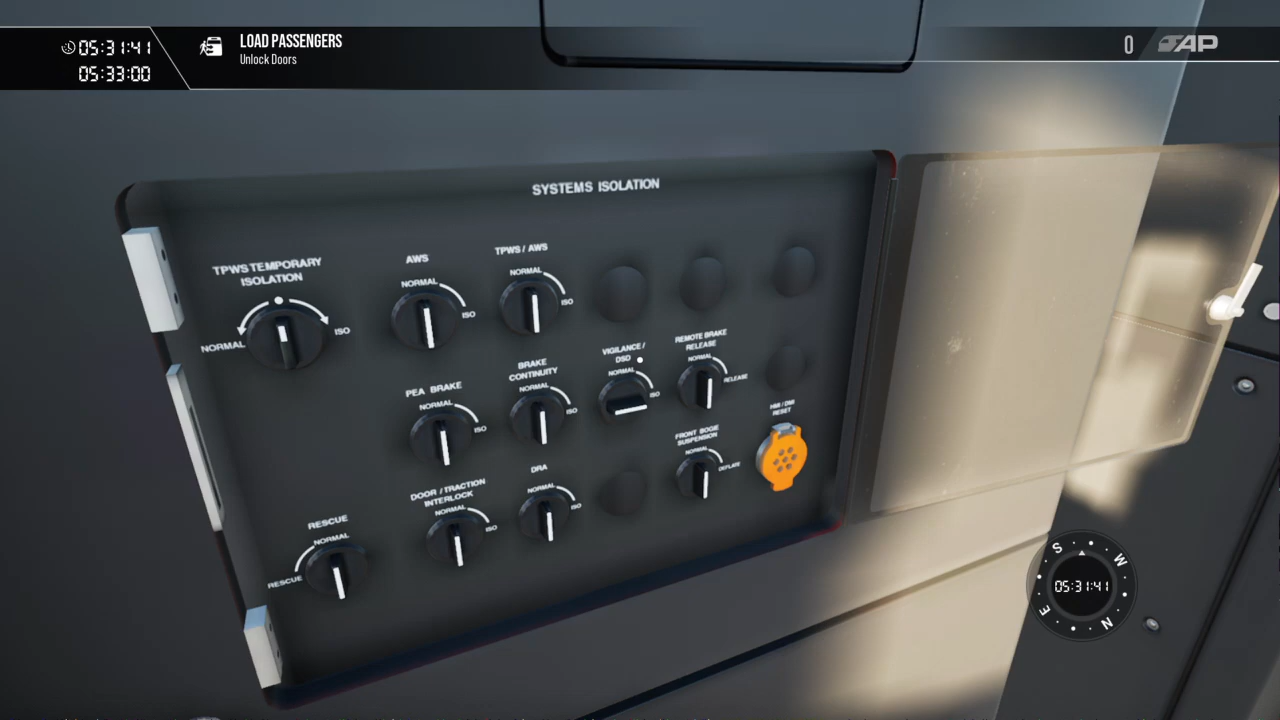 05:31:41
05:33:00
LOAD PASSENGERS
Unlock Doors
0
AP
SYSTEMS ISOLATION
TPWS TEMPORARY
ISOLATION
NORMAL
ISO
AWS
NORMAL
ISO
TPWS / AWS
NORMAL
ISO
PEA BRAKE
NORMAL
ISO
BRAKE
CONTINUITY
NORMAL
ISO
VIGILANCE /
DSD
NORMAL
ISO
REMOTE BRAKE
RELEASE
NORMAL
RELEASE
RESCUE
NORMAL
RESCUE
DOOR / TRACTION
INTERLOCK
NORMAL
ISO
DRA
NORMAL
ISO
FRONT BOGIE
SUSPENSION
NORMAL
DEFLATE
HMI / DMI
RESET
S
W
E
N
05:31:41